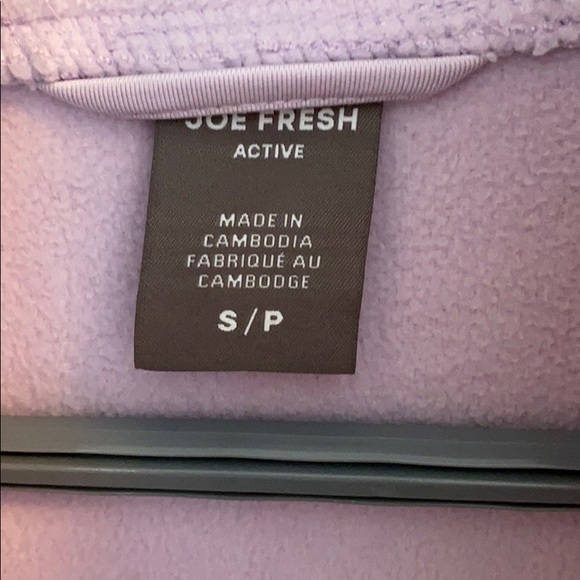 JOE FRESH
ACTIVE
MADE IN
CAMBODIA
FABRIQUÉ AU
CAMBODGE
S/P